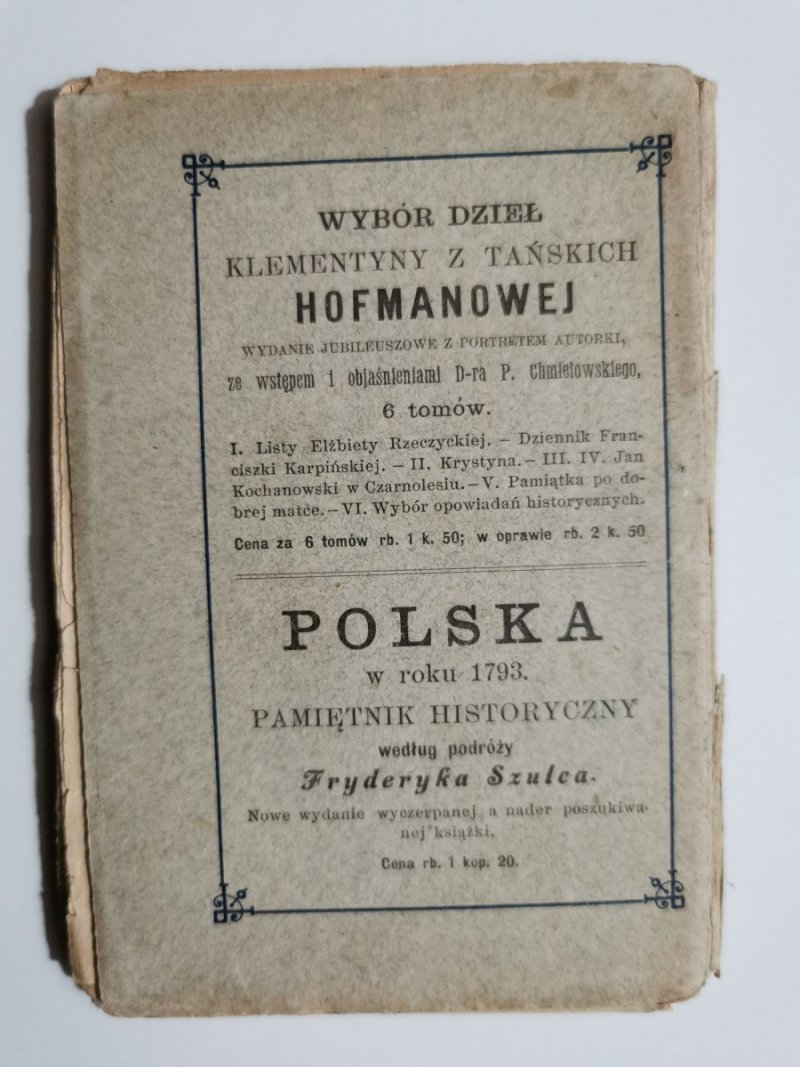 WYBÓR DZIEŁ
KLEMENTYNY Z TAŃSKICH
HOFMANOWEJ
WYDANIE JUBILEUSZOWE Z PORTRETEM AUTORKI,
ze wstępem i objaśnieniami D-ra P. Chmielowskiego,
6 tomów.
I. Listy Elżbiety Rzeczyckiej. – Dziennik Fran-
ciszki Karpińskiej. – II. Krystyna. – III. IV. Jan
Kochanowski w Czarnolesiu. – V. Pamiątka po do-
brej matce. – VI. Wybór opowiadań historycznych.
Cena za 6 tomów rb. 1 k. 50; w oprawie rb. 2 k. 50
POLSKA
w roku 1793.
PAMIĘTNIK HISTORYCZNY
według podróży
Fryderyka Szulca.
Nowe wydanie wyczerpanej a nader poszukiwa-
nej książki.
Cena rb. 1 kop. 20.